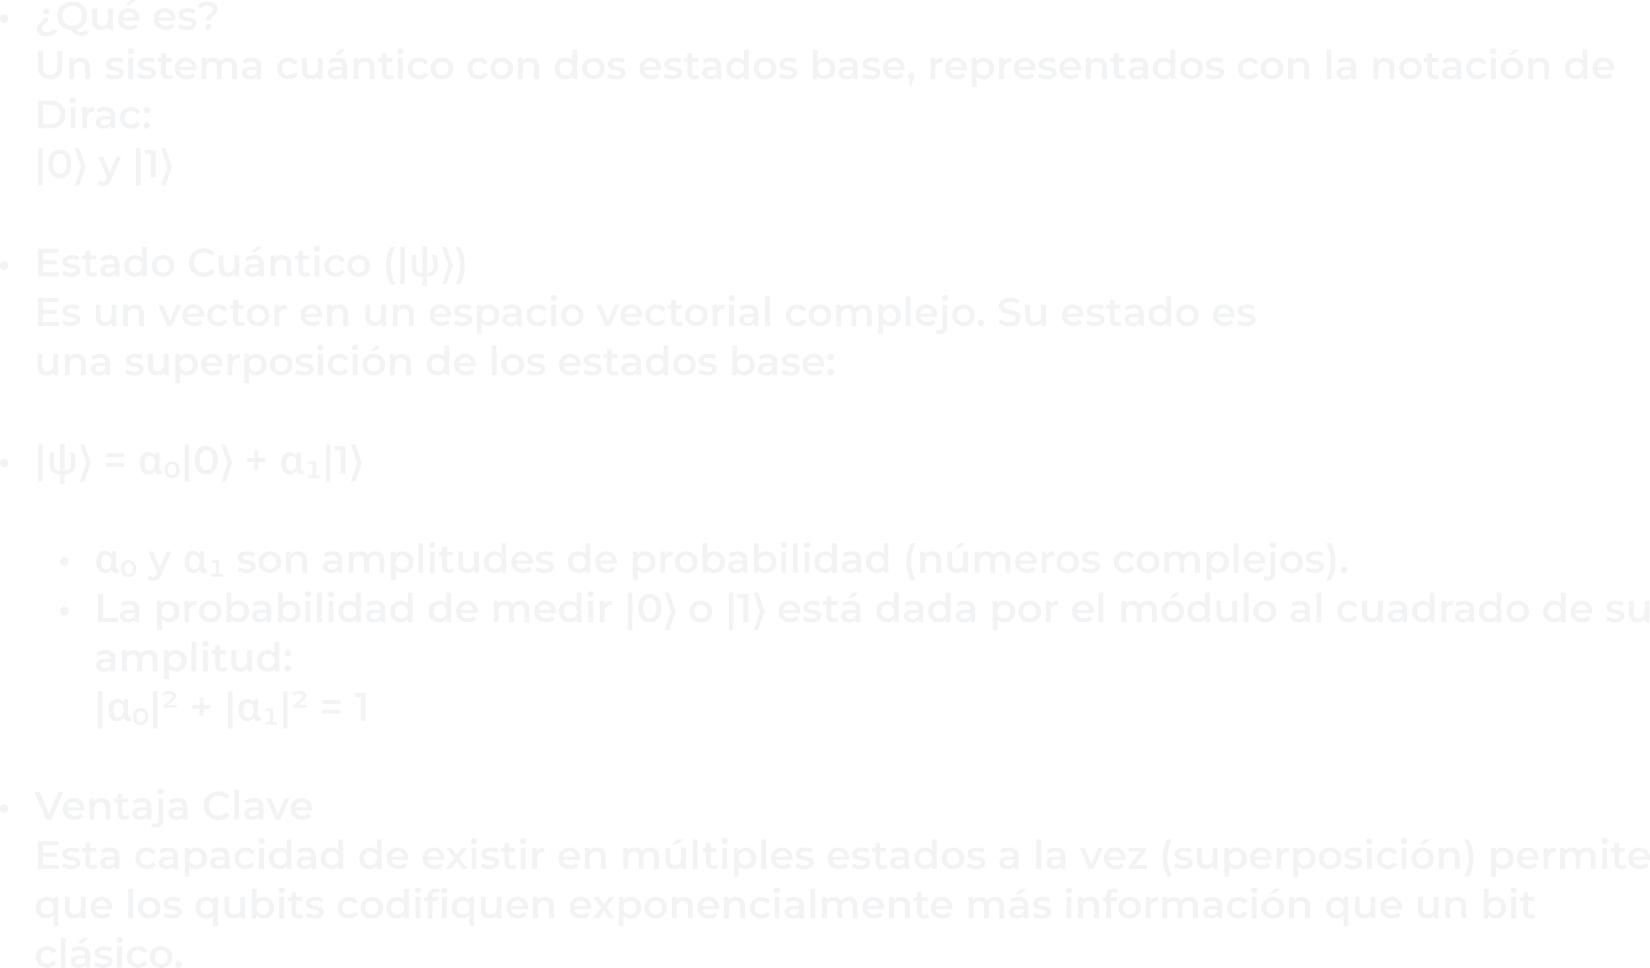 • ¿Qué es?
Un sistema cuántico con dos estados base, representados con la notación de
Dirac:
|0⟩ y |1⟩
• Estado Cuántico (|ψ⟩)
Es un vector en un espacio vectorial complejo. Su estado es
una superposición de los estados base:
• |ψ⟩ = α₀|0⟩ + α₁|1⟩
• α₀ y α₁ son amplitudes de probabilidad (números complejos).
• La probabilidad de medir |0⟩ o |1⟩ está dada por el módulo al cuadrado de su
amplitud:
|α₀|² + |α₁|² = 1
• Ventaja Clave
Esta capacidad de existir en múltiples estados a la vez (superposición) permite
que los qubits codifiquen exponencialmente más información que un bit
clásico.